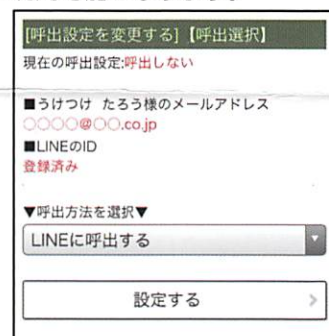 [呼出設定を変更する]【呼出選択】
現在の呼出設定:呼出しない
■うけつけ たろう様のメールアドレス
○○○○@○○.co.jp
■LINEのID
登録済み
▼呼出方法を選択▼
LINEに呼出する
設定する